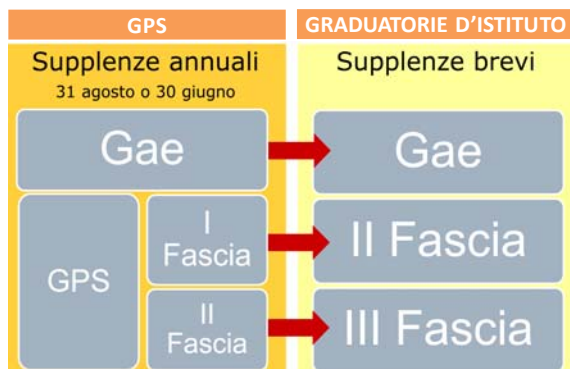 GPS
Supplenze annuali
31 agosto o 30 giugno
Gae
GPS
I
Fascia
II
Fascia
GRADUATORIE D’ISTITUTO
Supplenze brevi
Gae
II Fascia
III Fascia